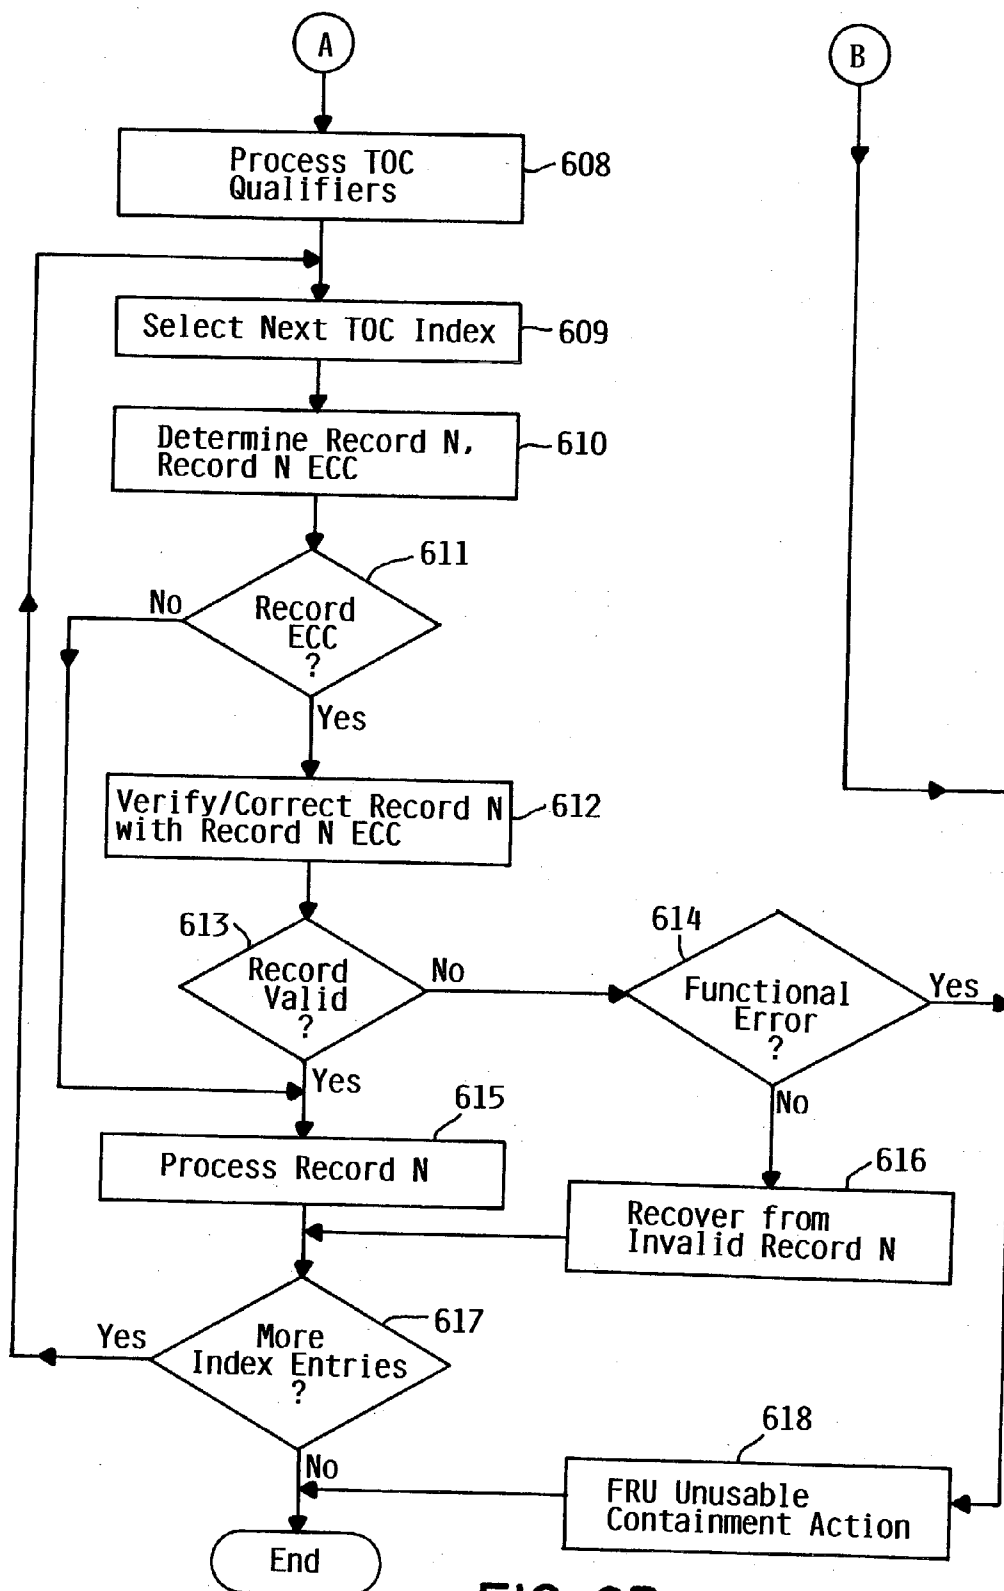 A
B
Process TOC
Qualifiers
608
Select Next TOC Index
609
Determine Record N,
Record N ECC
610
611
No
Record
ECC
?
Yes
Verify/Correct Record N
with Record N ECC
612
613
Record
Valid
?
No
614
Functional
Error
?
Yes
Yes
No
615
Process Record N
616
Recover from
Invalid Record N
617
Yes
More
Index Entries
?
618
No
FRU Unusable
Containment Action
End